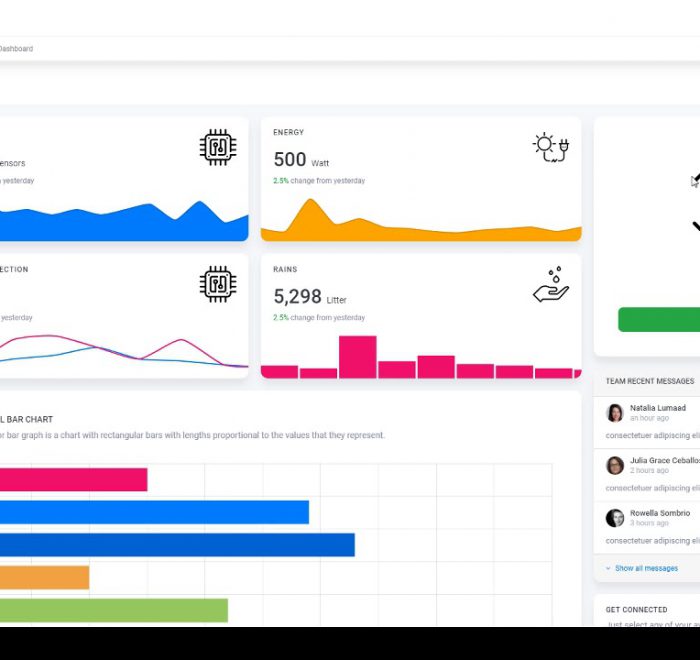 Dashboard
ensors
yesterday
ENERGY
500 Watt
2.5% change from yesterday
ECTION
yesterday
RAINS
5,298 Litter
2.5% change from yesterday
L BAR CHART
or bar graph is a chart with rectangular bars with lengths proportional to the values that they represent.
TEAM RECENT MESSAGES
Natalia Lumaad
an hour ago
consectetuer adipiscing eli
Julia Grace Ceballos
2 hours ago
consectetuer adipiscing eli
Rowella Sombrio
3 hours ago
consectetuer adipiscing eli
Show all messages
GET CONNECTED
Just select any of your av